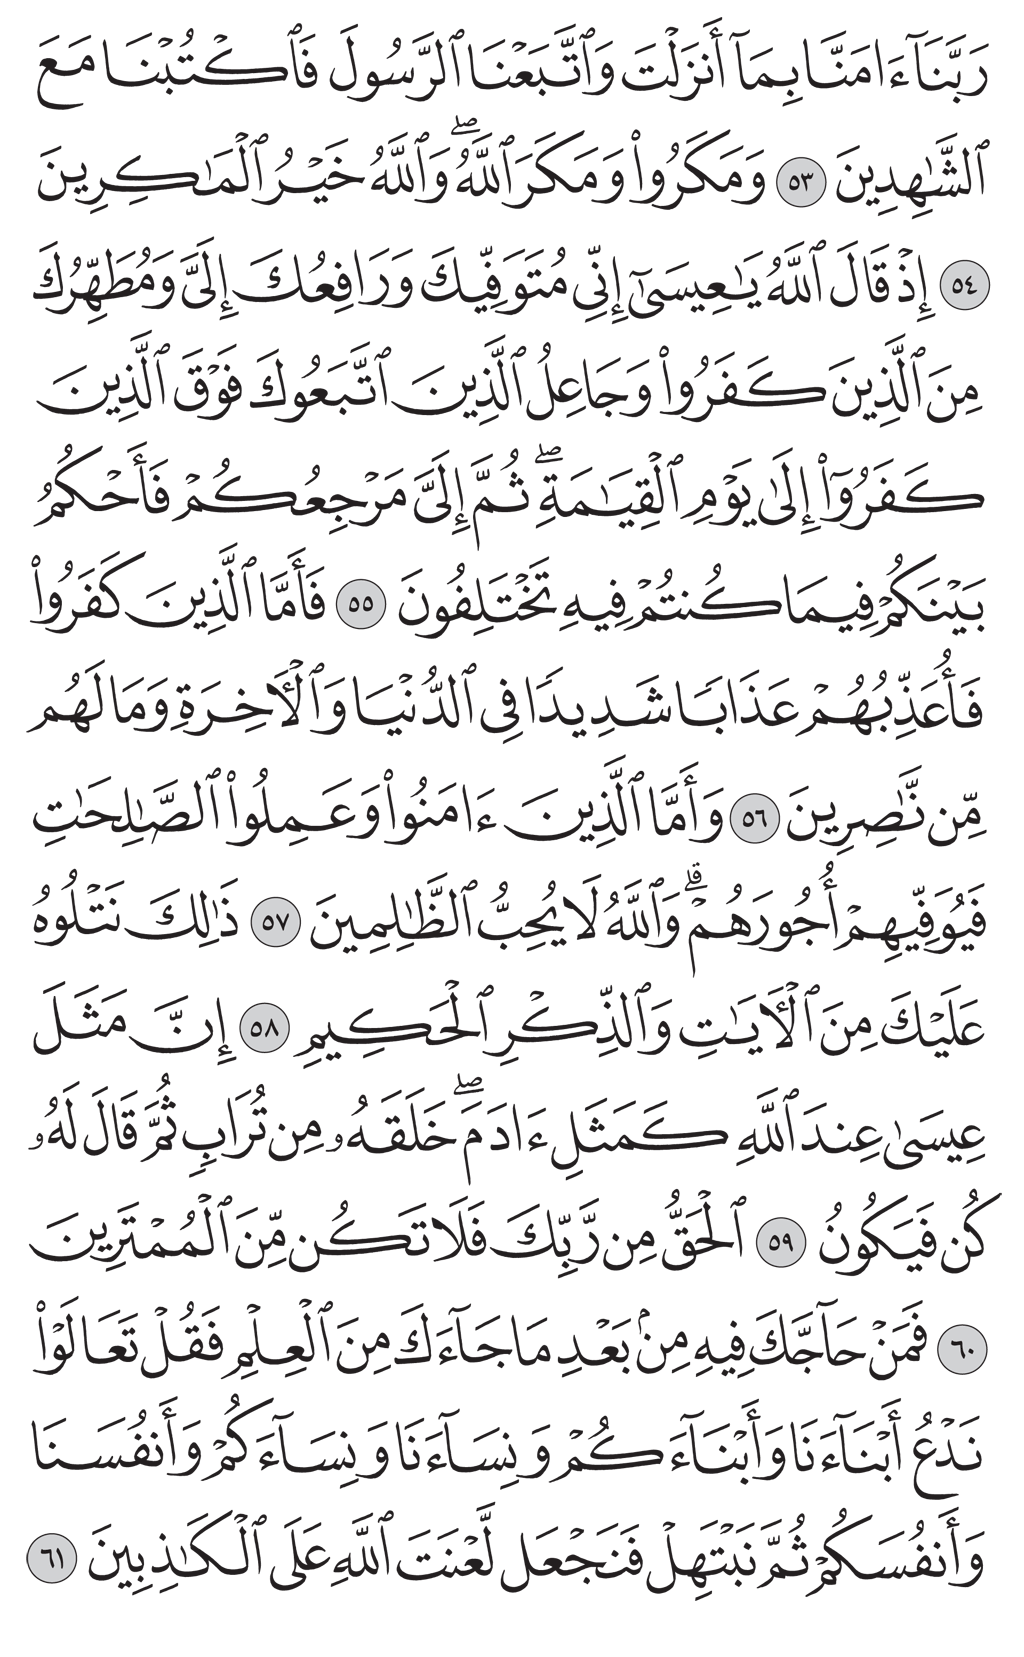 رَبَّنَآ ءَامَنَّا بِمَآ أَنزَلْتَ وَٱتَّبَعْنَا ٱلرَّسُولَ فَٱكْتُبْنَا مَعَ
ٱلشَّٰهِدِينَ ٥٣ وَمَكَرُوا۟ وَمَكَرَ ٱللَّهُ ۖ وَٱللَّهُ خَيْرُ ٱلْمَٰكِرِينَ
٥٤ إِذْ قَالَ ٱللَّهُ يَٰعِيسَىٰٓ إِنِّى مُتَوَفِّيكَ وَرَافِعُكَ إِلَىَّ وَمُطَهِّرُكَ
مِنَ ٱلَّذِينَ كَفَرُوا۟ وَجَاعِلُ ٱلَّذِينَ ٱتَّبَعُوكَ فَوْقَ ٱلَّذِينَ
كَفَرُوٓا۟ إِلَىٰ يَوْمِ ٱلْقِيَٰمَةِ ۖ ثُمَّ إِلَىَّ مَرْجِعُكُمْ فَأَحْكُمُ
بَيْنَكُمْ فِيمَا كُنتُمْ فِيهِ تَخْتَلِفُونَ ٥٥ فَأَمَّا ٱلَّذِينَ كَفَرُوا۟
فَأُعَذِّبُهُمْ عَذَابًا شَدِيدًا فِى ٱلدُّنْيَا وَٱلْءَاخِرَةِ وَمَا لَهُم
مِّن نَّٰصِرِينَ ٥٦ وَأَمَّا ٱلَّذِينَ ءَامَنُوا۟ وَعَمِلُوا۟ ٱلصَّٰلِحَٰتِ
فَيُوَفِّيهِمْ أُجُورَهُمْ ۗ وَٱللَّهُ لَا يُحِبُّ ٱلظَّٰلِمِينَ ٥٧ ذَٰلِكَ نَتْلُوهُ
عَلَيْكَ مِنَ ٱلْءَايَٰتِ وَٱلذِّكْرِ ٱلْحَكِيمِ ٥٨ إِنَّ مَثَلَ
عِيسَىٰ عِندَ ٱللَّهِ كَمَثَلِ ءَادَمَ ۖ خَلَقَهُۥ مِن تُرَابٍ ثُمَّ قَالَ لَهُۥ
كُن فَيَكُونُ ٥٩ ٱلْحَقُّ مِن رَّبِّكَ فَلَا تَكُن مِّنَ ٱلْمُمْتَرِينَ
٦٠ فَمَنْ حَآجَّكَ فِيهِ مِنۢ بَعْدِ مَا جَآءَكَ مِنَ ٱلْعِلْمِ فَقُلْ تَعَالَوْا۟
نَدْعُ أَبْنَآءَنَا وَأَبْنَآءَكُمْ وَنِسَآءَنَا وَنِسَآءَكُمْ وَأَنفُسَنَا
وَأَنفُسَكُمْ ثُمَّ نَبْتَهِلْ فَنَجْعَل لَّعْنَتَ ٱللَّهِ عَلَى ٱلْكَٰذِبِينَ ٦١